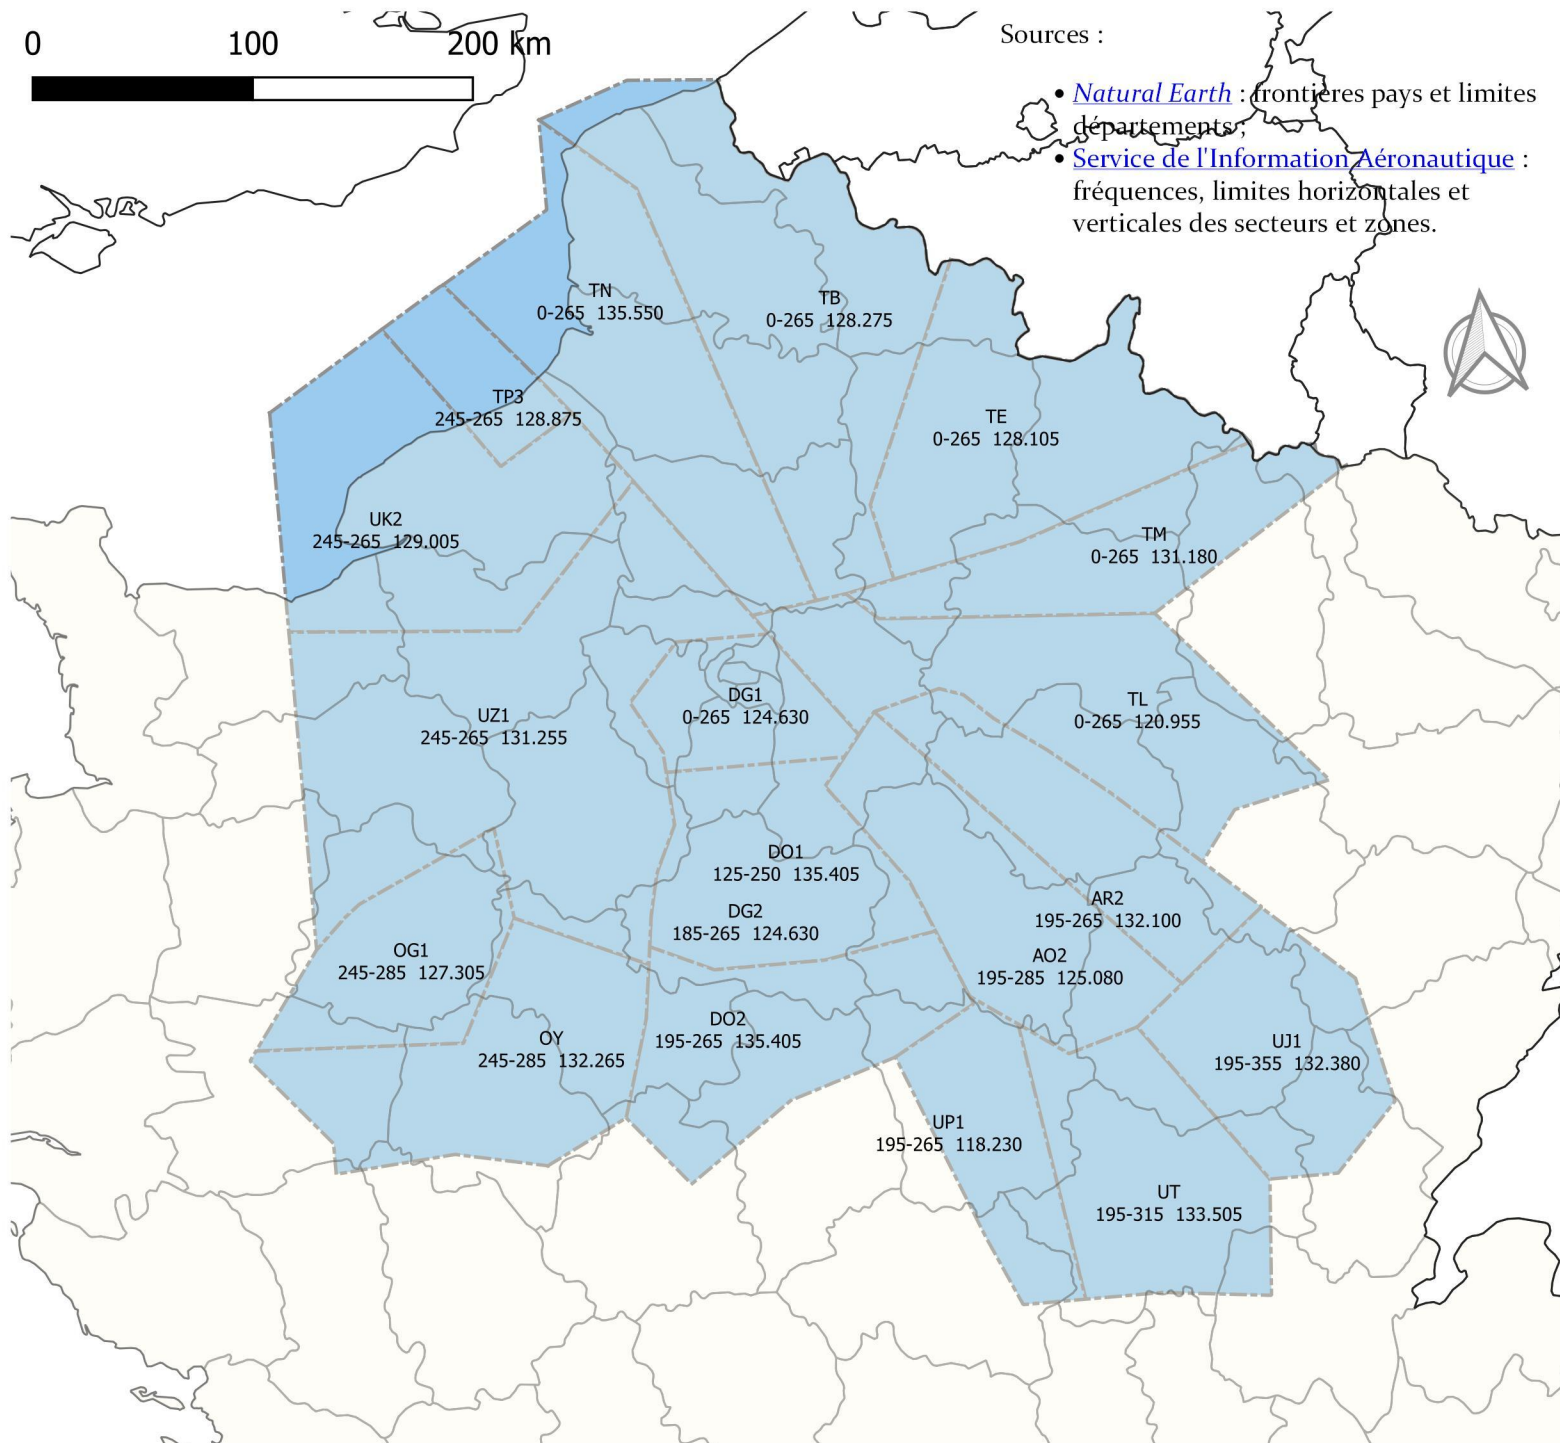 0 100 200 km
Sources :
• Natural Earth : frontières pays et limites
départements ;
• Service de l'Information Aéronautique :
fréquences, limites horizontales et
verticales des secteurs et zones.
TN
0-265 135.550
TB
0-265 128.275
TP3
245-265 128.875
TE
0-265 128.105
UK2
245-265 129.005
TM
0-265 131.180
DG1
0-265 124.630
TL
0-265 120.955
UZ1
245-265 131.255
DO1
125-250 135.405
DG2
185-265 124.630
AR2
195-265 132.100
OG1
245-285 127.305
AO2
195-285 125.080
DO2
195-265 135.405
OY
245-285 132.265
UJ1
195-355 132.380
UP1
195-265 118.230
UT
195-315 133.505